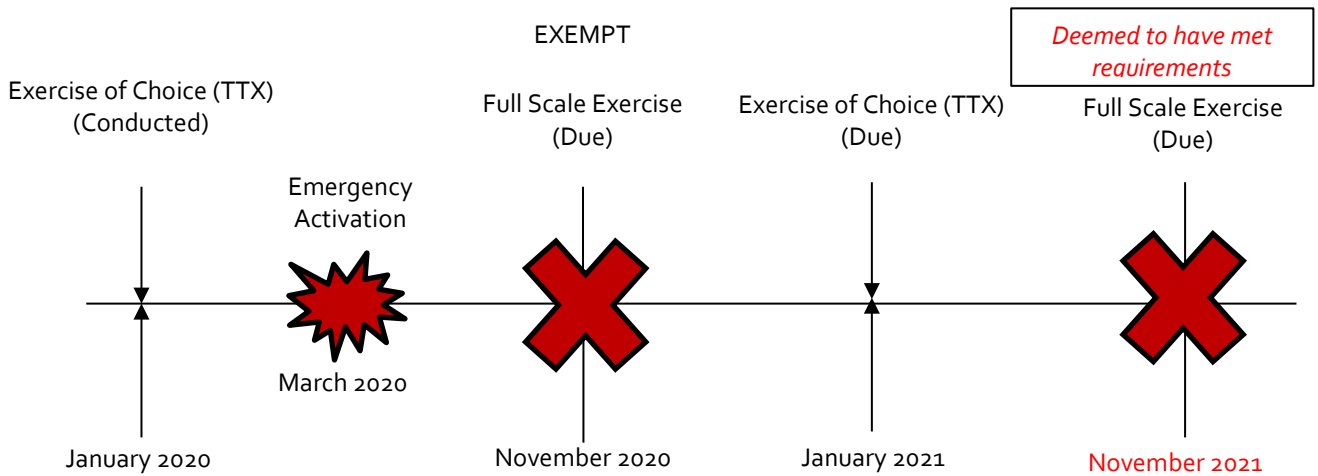 EXEMPT
Deemed to have met
requirements
Exercise of Choice (TTX)
(Conducted)
Full Scale Exercise
(Due)
Exercise of Choice (TTX)
(Due)
Full Scale Exercise
(Due)
Emergency
Activation
March 2020
January 2020
November 2020
January 2021
November 2021